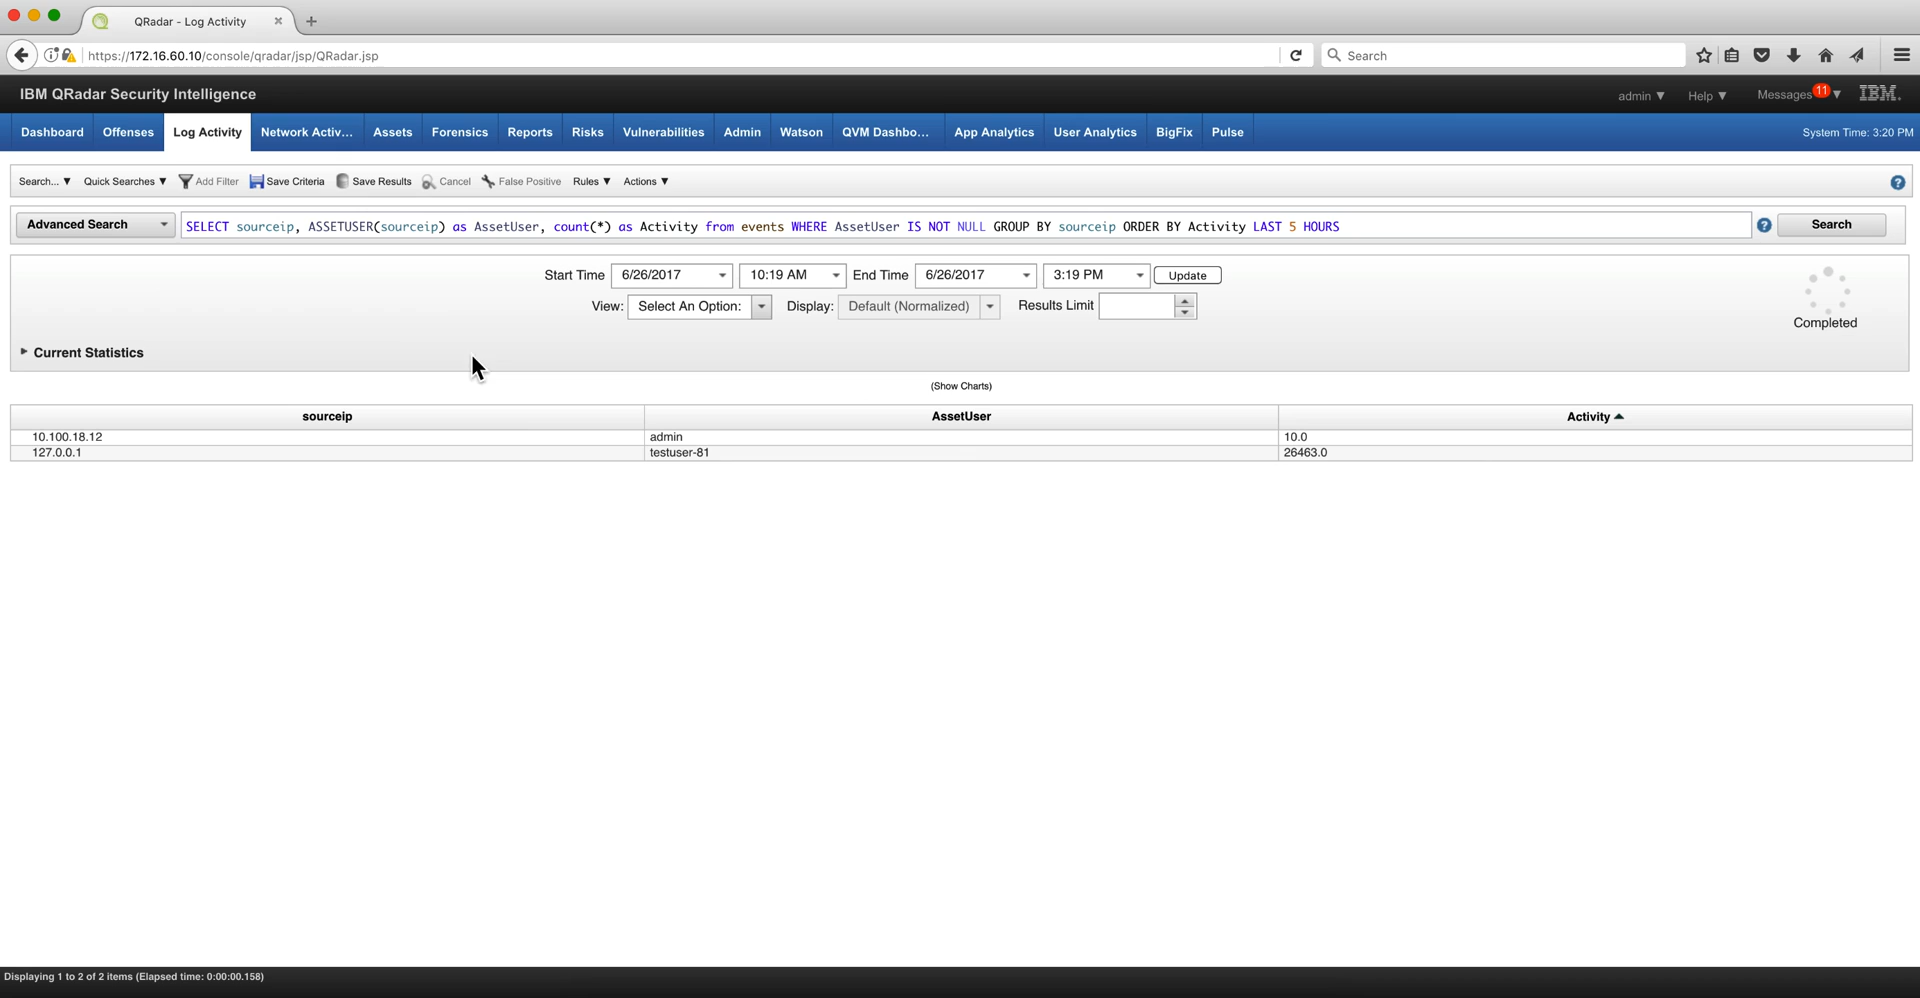 QRadar - Log Activity
https://172.16.60.10/console/qradar/jsp/QRadar.jsp
Search
IBM QRadar Security Intelligence
admin ▼ Help ▼ Messages 11 ▼ IBM.
Dashboard Offenses Log Activity Network Activ... Assets Forensics Reports Risks Vulnerabilities Admin Watson QVM Dashbo... App Analytics User Analytics BigFix Pulse System Time: 3:20 PM
Search... ▼ Quick Searches ▼ Add Filter Save Criteria Save Results Cancel False Positive Rules ▼ Actions ▼ ?
Advanced Search SELECT sourceip, ASSETUSER(sourceip) as AssetUser, count(*) as Activity from events WHERE AssetUser IS NOT NULL GROUP BY sourceip ORDER BY Activity LAST 5 HOURS ? Search
Start Time 6/26/2017 10:19 AM End Time 6/26/2017 3:19 PM Update
View: Select An Option: Display: Default (Normalized) Results Limit
Completed
Current Statistics
(Show Charts)
sourceip AssetUser Activity
10.100.18.12 admin 10.0
127.0.0.1 testuser-81 26463.0
Displaying 1 to 2 of 2 items (Elapsed time: 0:00:00.158)